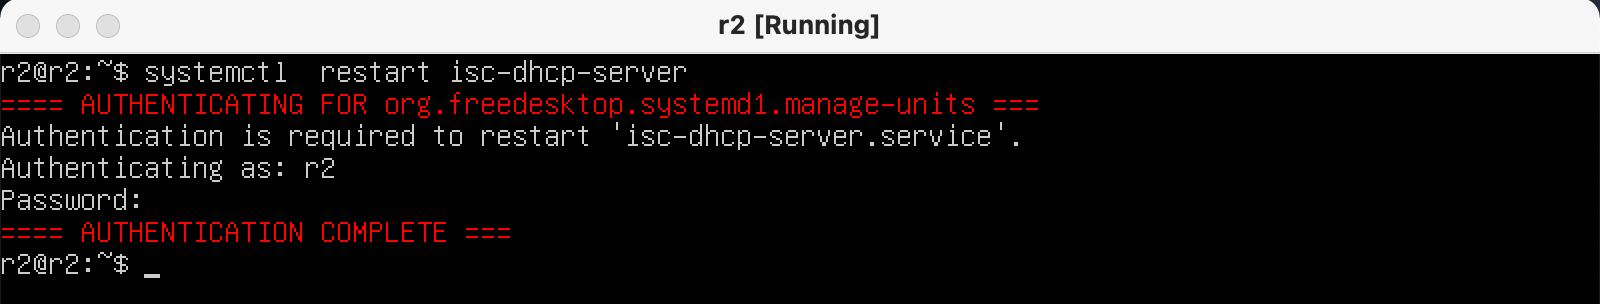 r2 [Running]
r2@r2:~$ systemctl  restart isc-dhcp-server
==== AUTHENTICATING FOR org.freedesktop.systemd1.manage-units ===
Authentication is required to restart 'isc-dhcp-server.service'.
Authenticating as: r2
Password:
==== AUTHENTICATION COMPLETE ===
r2@r2:~$ _